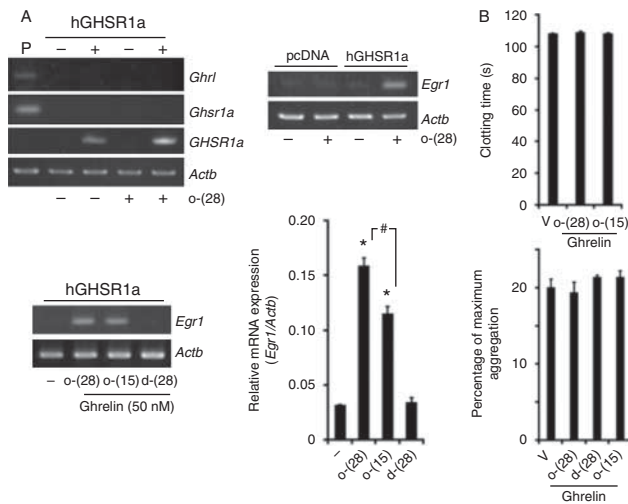 A
hGHSR1a
P – + – +
Ghrl
Ghsr1a
GHSR1a
Actb
– – + + o-(28)
pcDNA hGHSR1a
Egr1
Actb
– + – + o-(28)
hGHSR1a
Egr1
Actb
– o-(28) o-(15) d-(28)
Ghrelin (50 nM)
Relative mRNA expression
(Egr1/Actb)
0.20
0.15
0.10
0.05
0
* # *
– o-(28) o-(15) d-(28)
B
Clotting time (s)
120
100
80
60
40
20
0
V o-(28) o-(15)
Ghrelin
Percentage of maximum
aggregation
20
10
0
V o-(28) d-(28) o-(15)
Ghrelin